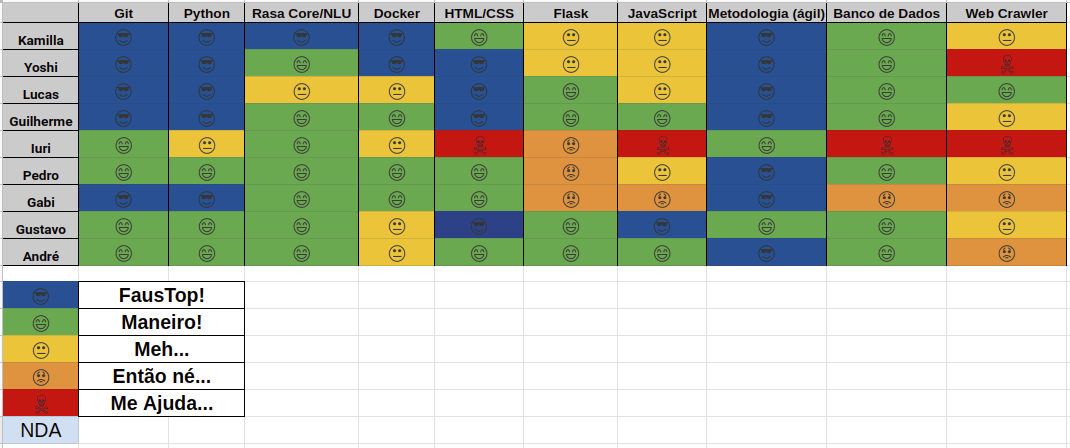 Git Python Rasa Core/NLU Docker HTML/CSS Flask JavaScript Metodologia (ágil) Banco de Dados Web Crawler
Kamilla
Yoshi
Lucas
Guilherme
Iuri
Pedro
Gabi
Gustavo
André
FausTop!
Maneiro!
Meh...
Então né...
Me Ajuda...
NDA